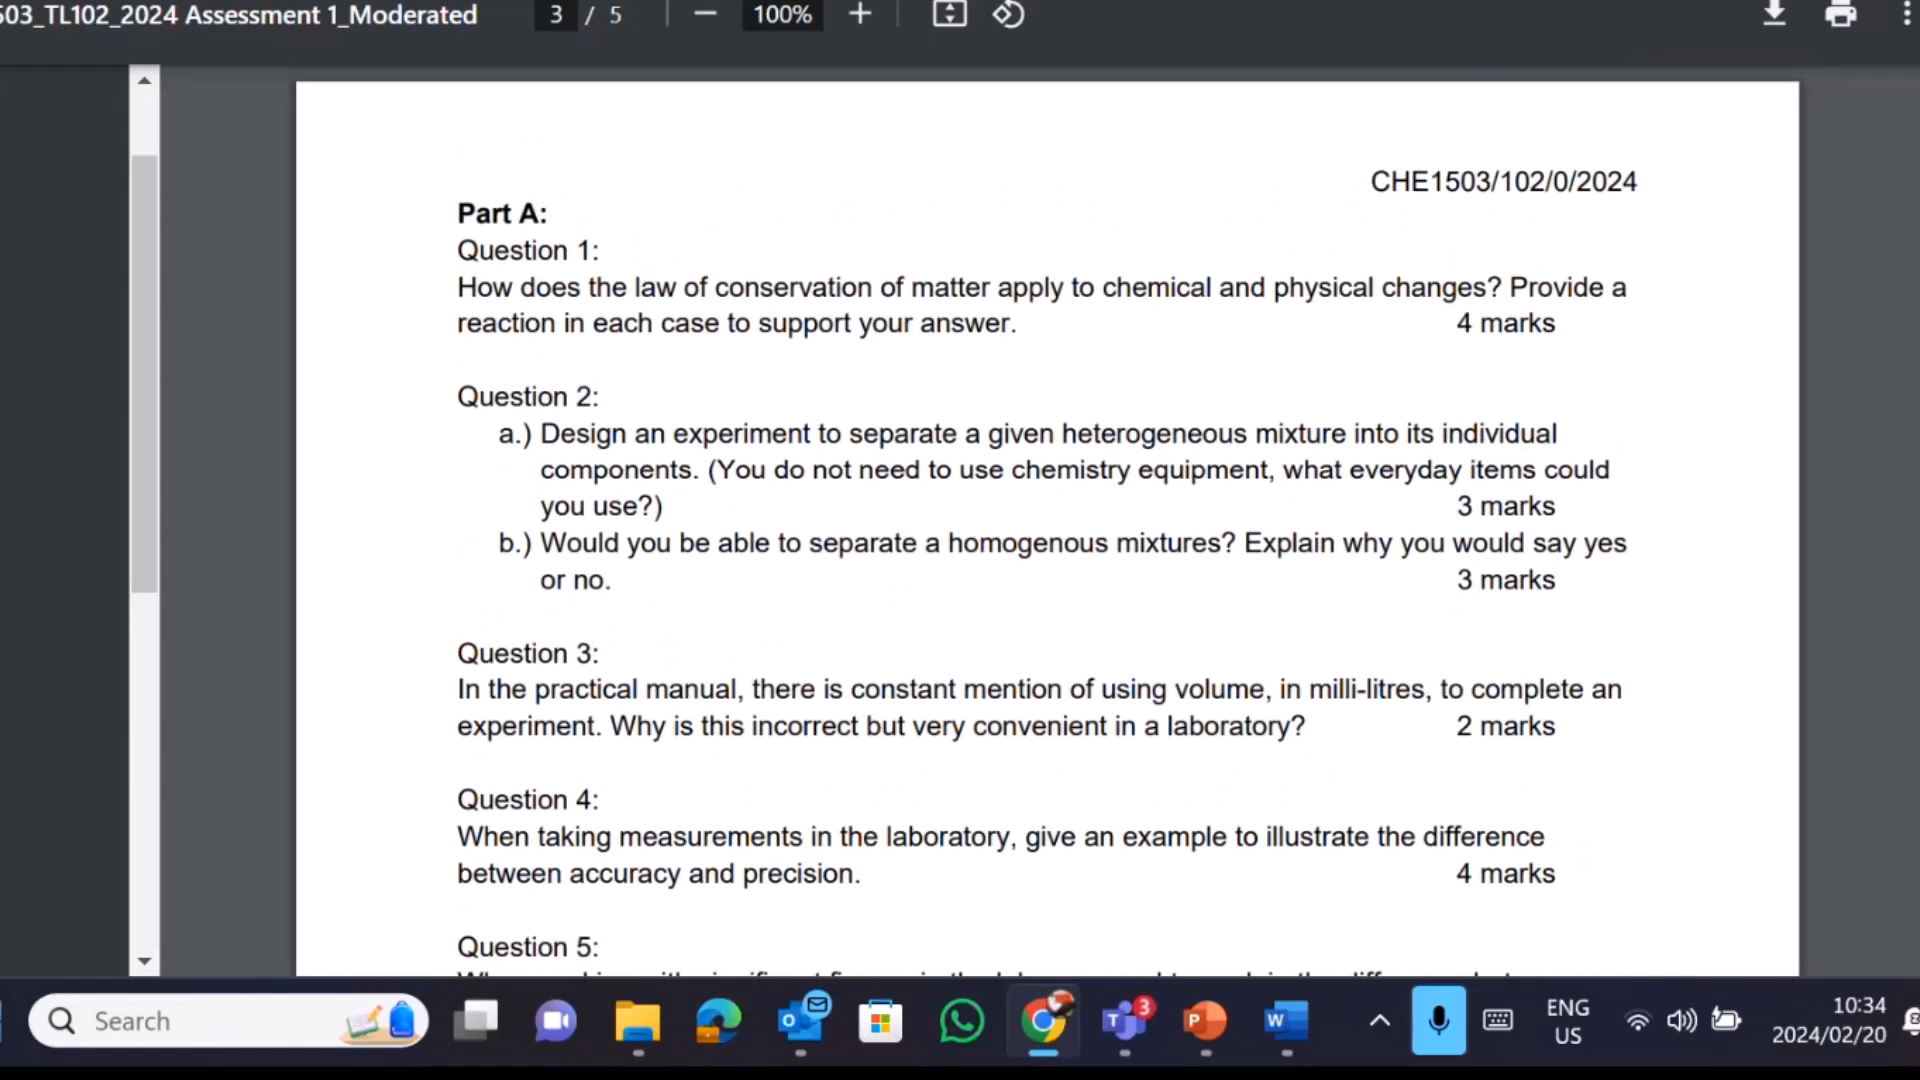 503_TL102_2024 Assessment 1_Moderated
3 / 5
100%
CHE1503/102/0/2024
Part A:
Question 1:
How does the law of conservation of matter apply to chemical and physical changes? Provide a
reaction in each case to support your answer. 4 marks
Question 2:
a.) Design an experiment to separate a given heterogeneous mixture into its individual
components. (You do not need to use chemistry equipment, what everyday items could
you use?) 3 marks
b.) Would you be able to separate a homogenous mixtures? Explain why you would say yes
or no. 3 marks
Question 3:
In the practical manual, there is constant mention of using volume, in milli-litres, to complete an
experiment. Why is this incorrect but very convenient in a laboratory? 2 marks
Question 4:
When taking measurements in the laboratory, give an example to illustrate the difference
between accuracy and precision. 4 marks
Question 5:
Search
3
ENG
US
10:34
2024/02/20